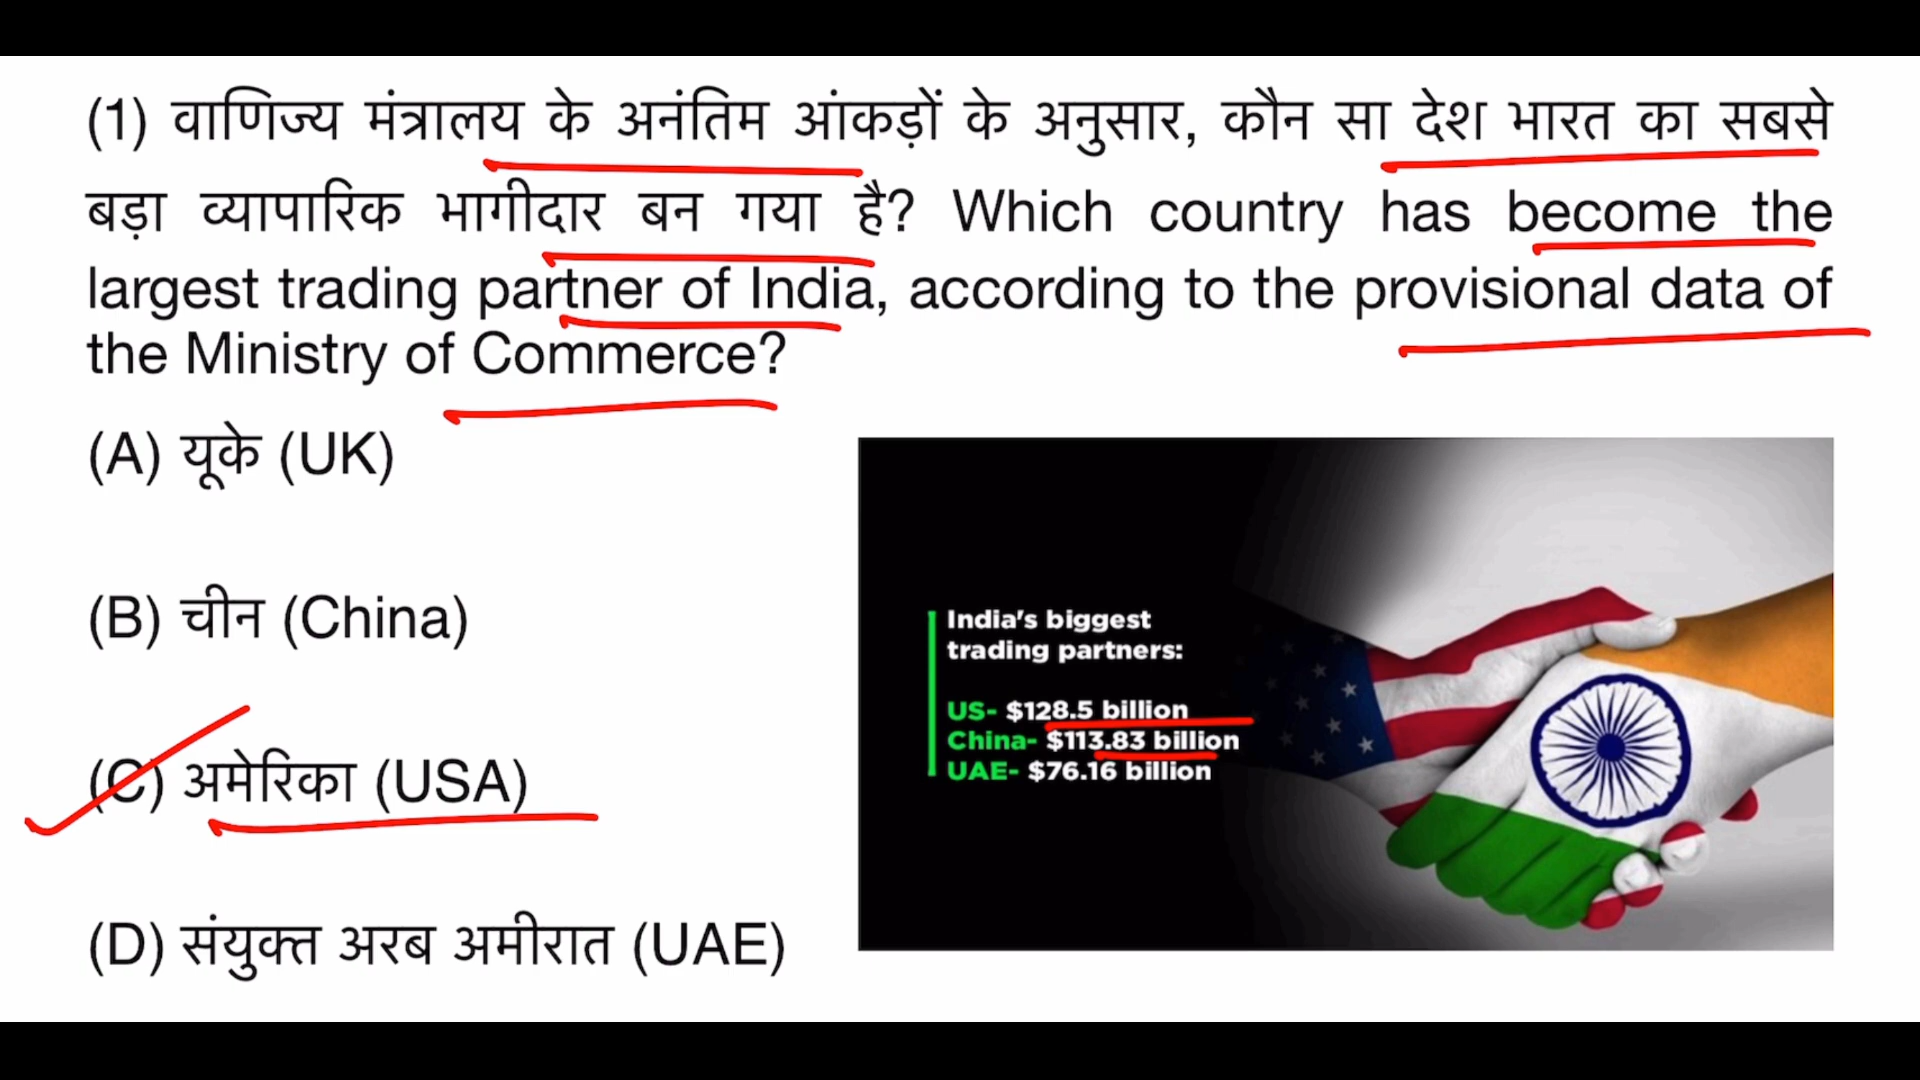 (1) वाणिज्य मंत्रालय के अनंतिम आंकड़ों के अनुसार, कौन सा देश भारत का सबसे
बड़ा व्यापारिक भागीदार बन गया है? Which country has become the
largest trading partner of India, according to the provisional data of
the Ministry of Commerce?
(A) यूके (UK)
(B) चीन (China)
(C) अमेरिका (USA)
(D) संयुक्त अरब अमीरात (UAE)
India's biggest
trading partners:
US- $128.5 billion
China- $113.83 billion
UAE- $76.16 billion